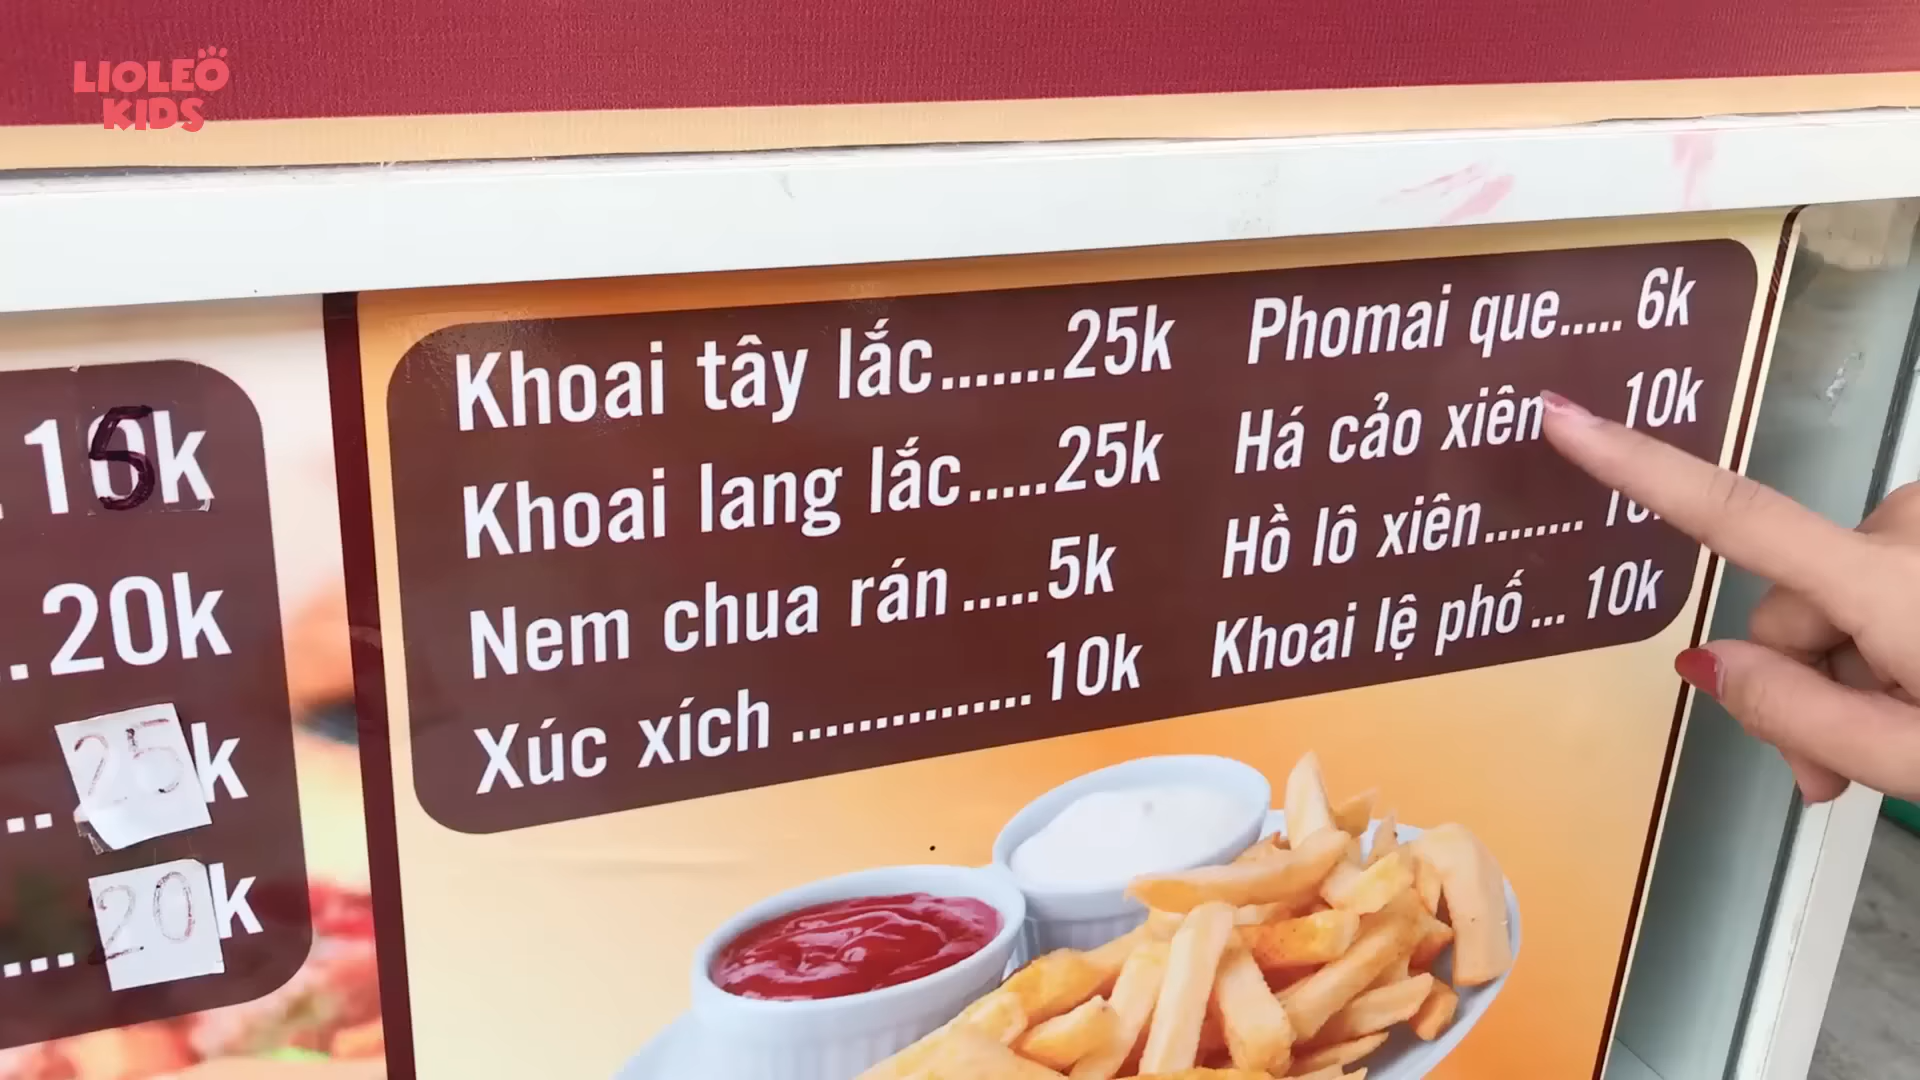 LIOLEO
KIDS
15k
.20k
...25k
...20k
Khoai tây lắc.......25k
Khoai lang lắc.....25k
Nem chua rán.....5k
Xúc xích...............10k
Phomai que.....6k
Há cảo xiên 10k
Hồ lô xiên........
Khoai lệ phố...10k